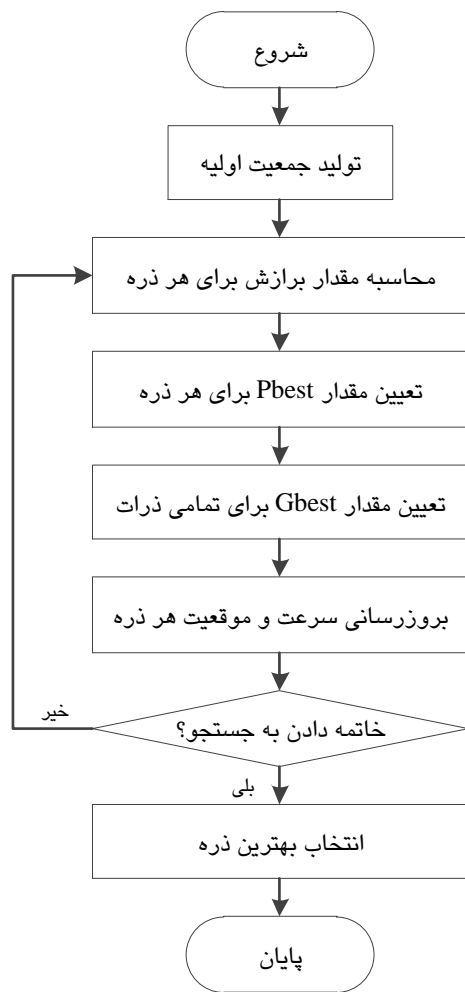 شروع
تولید جمعیت اولیه
محاسبه مقدار برازش برای هر ذره
تعیین مقدار Pbest برای هر ذره
تعیین مقدار Gbest برای تمامی ذرات
بروزرسانی سرعت و موقعیت هر ذره
خاتمه دادن به جستجو؟
خیر
بلی
انتخاب بهترین ذره
پایان